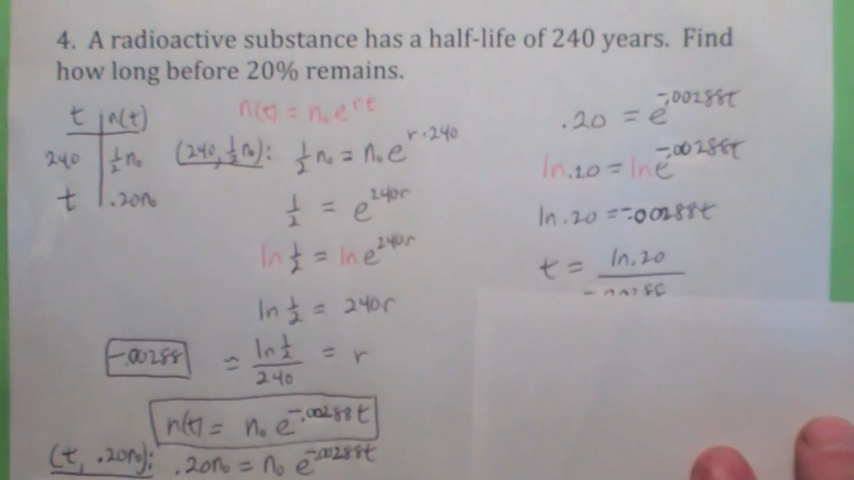 4. A radioactive substance has a half-life of 240 years. Find
how long before 20% remains.
t | n(t)
240 | ½n₀
t | .20n₀
n(t) = n₀e^rt
(240, ½n₀): ½n₀ = n₀e^r·240
½ = e^240r
ln ½ = ln e^240r
ln ½ = 240r
-.00288 ≈ ln ½ / 240 = r
n(t) = n₀e^-.00288t
(t, .20n₀): .20n₀ = n₀e^-.00288t
.20 = e^-.00288t
ln .20 = ln e^-.00288t
ln .20 = -.00288t
t = ln .20 / -.00288